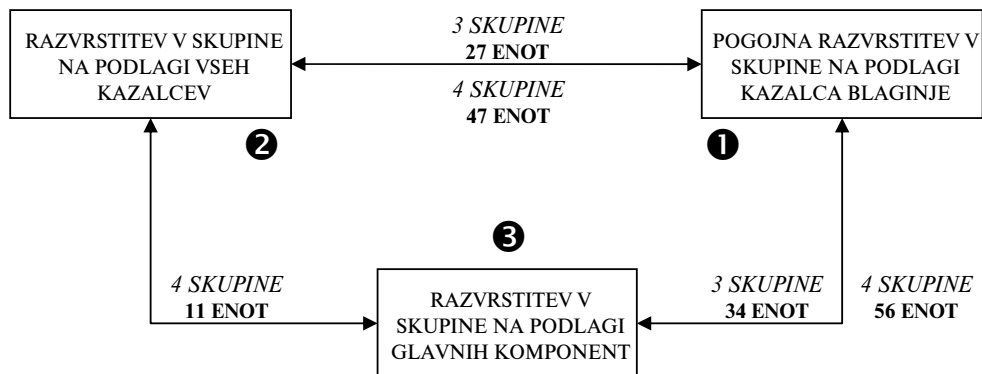 RAZVRSTITEV V SKUPINE
NA PODLAGI VSEH
KAZALCEV
3 SKUPINE
27 ENOT
4 SKUPINE
47 ENOT
POGOJNA RAZVRSTITEV V
SKUPINE NA PODLAGI
KAZALCA BLAGINJE
❷
❶
❸
4 SKUPINE
11 ENOT
RAZVRSTITEV V
SKUPINE NA PODLAGI
GLAVNIH KOMPONENT
3 SKUPINE
34 ENOT
4 SKUPINE
56 ENOT